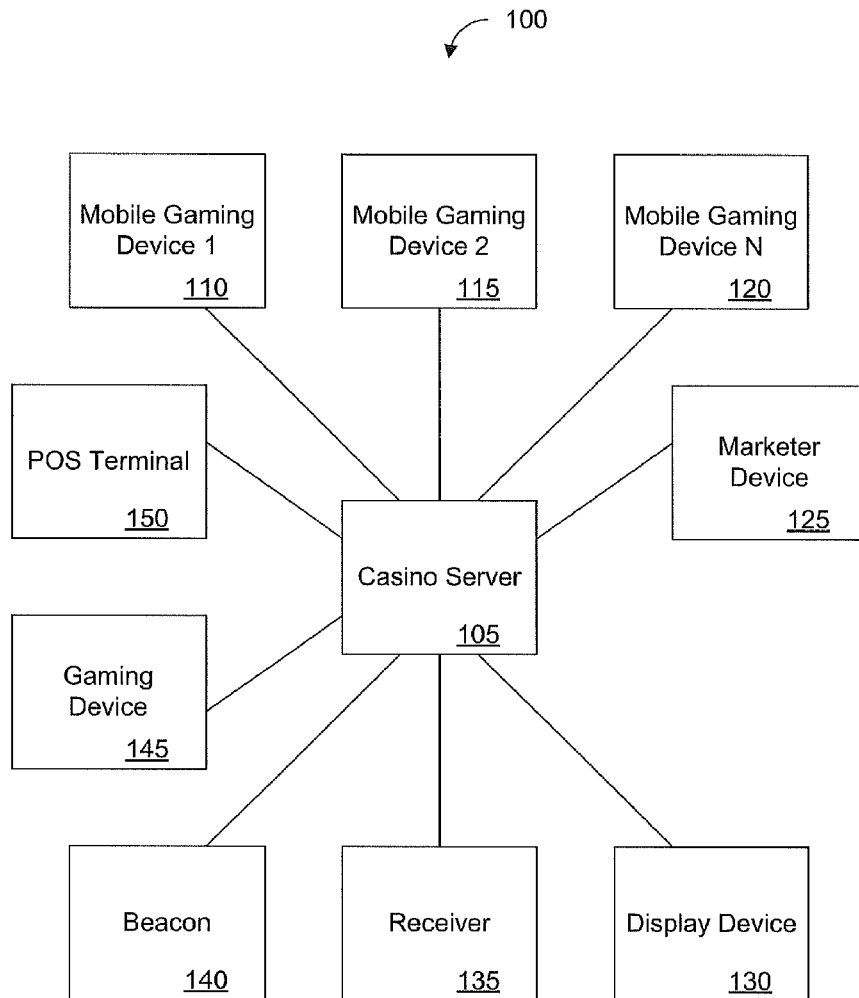 100
Mobile Gaming
Device 1
110
Mobile Gaming
Device 2
115
Mobile Gaming
Device N
120
POS Terminal
150
Marketer
Device
125
Casino Server
105
Gaming
Device
145
Beacon
140
Receiver
135
Display Device
130